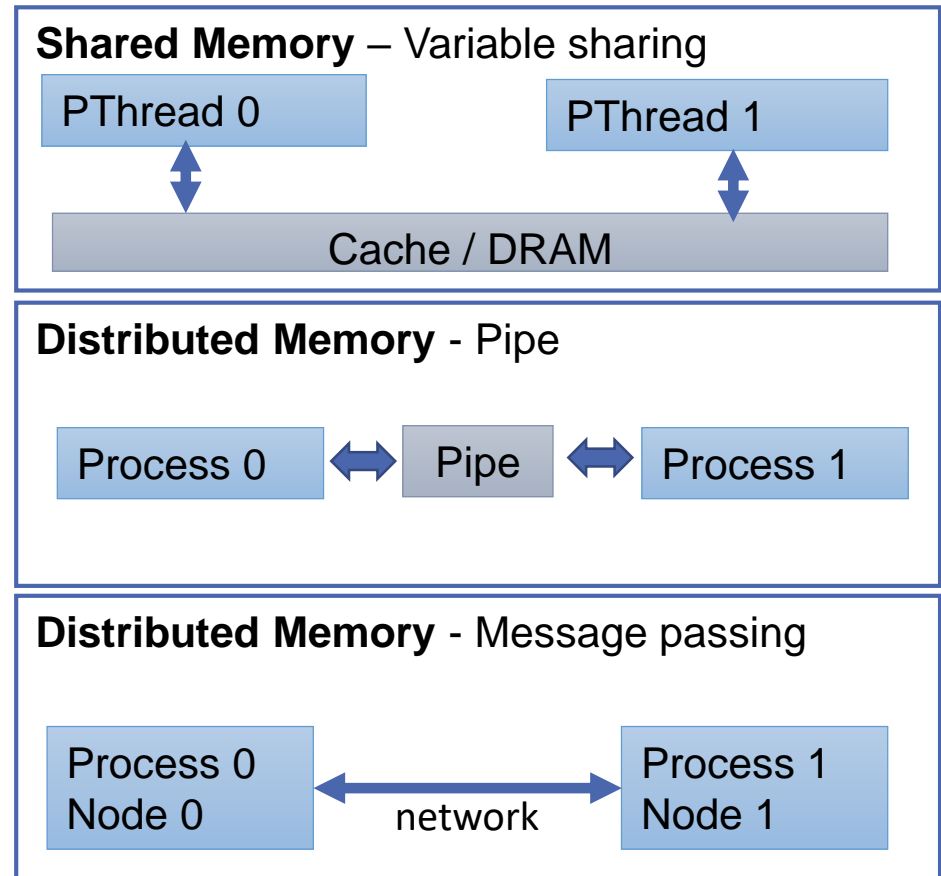 Shared Memory – Variable sharing
PThread 0
PThread 1
Cache / DRAM
Distributed Memory - Pipe
Process 0
Pipe
Process 1
Distributed Memory - Message passing
Process 0
Node 0
network
Process 1
Node 1